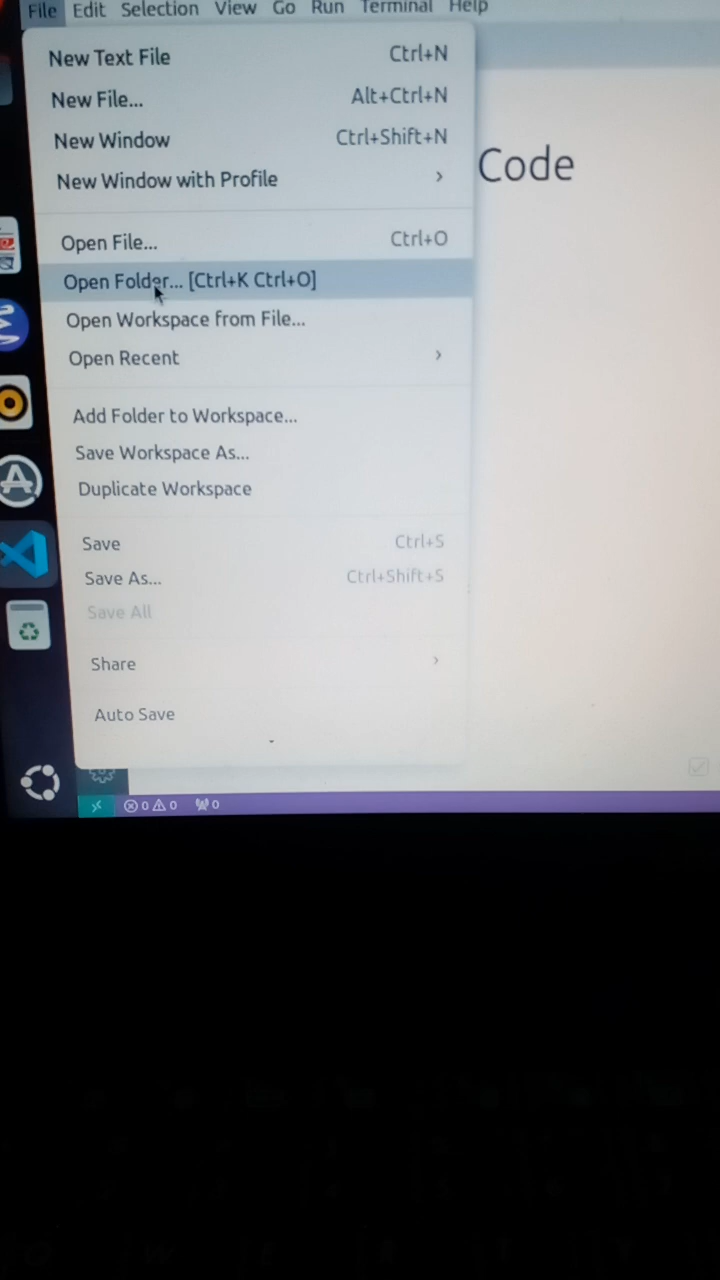 File Edit Selection View Go Run Terminal Help
New Text File Ctrl+N
New File... Alt+Ctrl+N
New Window Ctrl+Shift+N
New Window with Profile
Code
Open File... Ctrl+O
Open Folder... [Ctrl+K Ctrl+O]
Open Workspace from File...
Open Recent
Add Folder to Workspace...
Save Workspace As...
Duplicate Workspace
Save Ctrl+S
Save As... Ctrl+Shift+S
Save All
Share
Auto Save
0 0 0